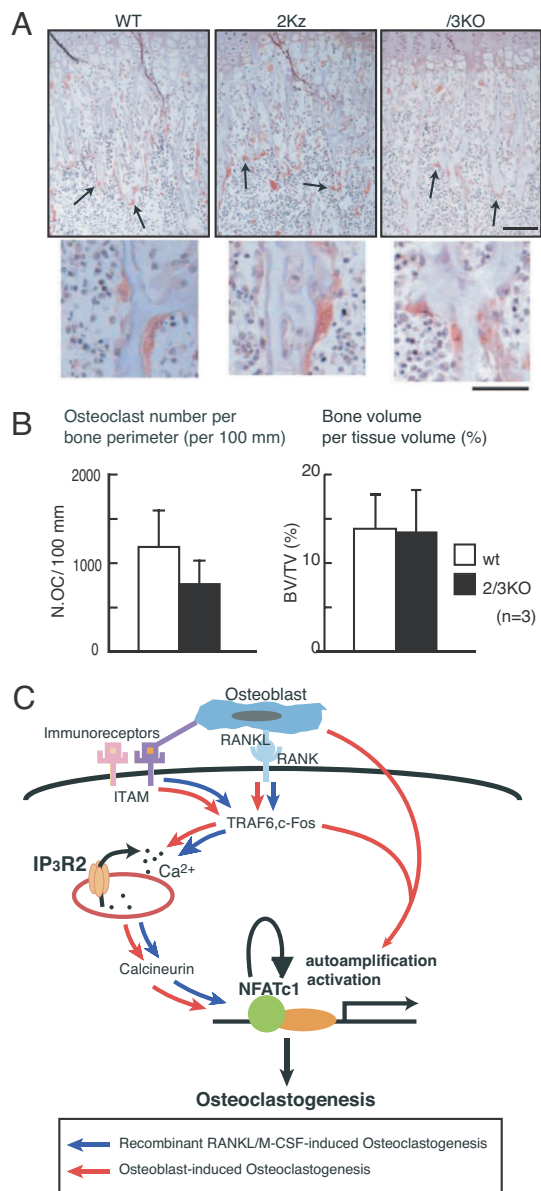 A
WT
2Kz
/3KO
B
Osteoclast number per
bone perimeter (per 100 mm)
N.OC/100 mm
2000
1000
0
Bone volume
per tissue volume (%)
BV/TV (%)
20
10
0
wt
2/3KO
(n=3)
C
Osteoblast
Immunoreceptors
RANKL
RANK
ITAM
TRAF6,c-Fos
IP3R2
Ca2+
Calcineurin
autoamplification
activation
NFATc1
Osteoclastogenesis
Recombinant RANKL/M-CSF-induced Osteoclastogenesis
Osteoblast-induced Osteoclastogenesis